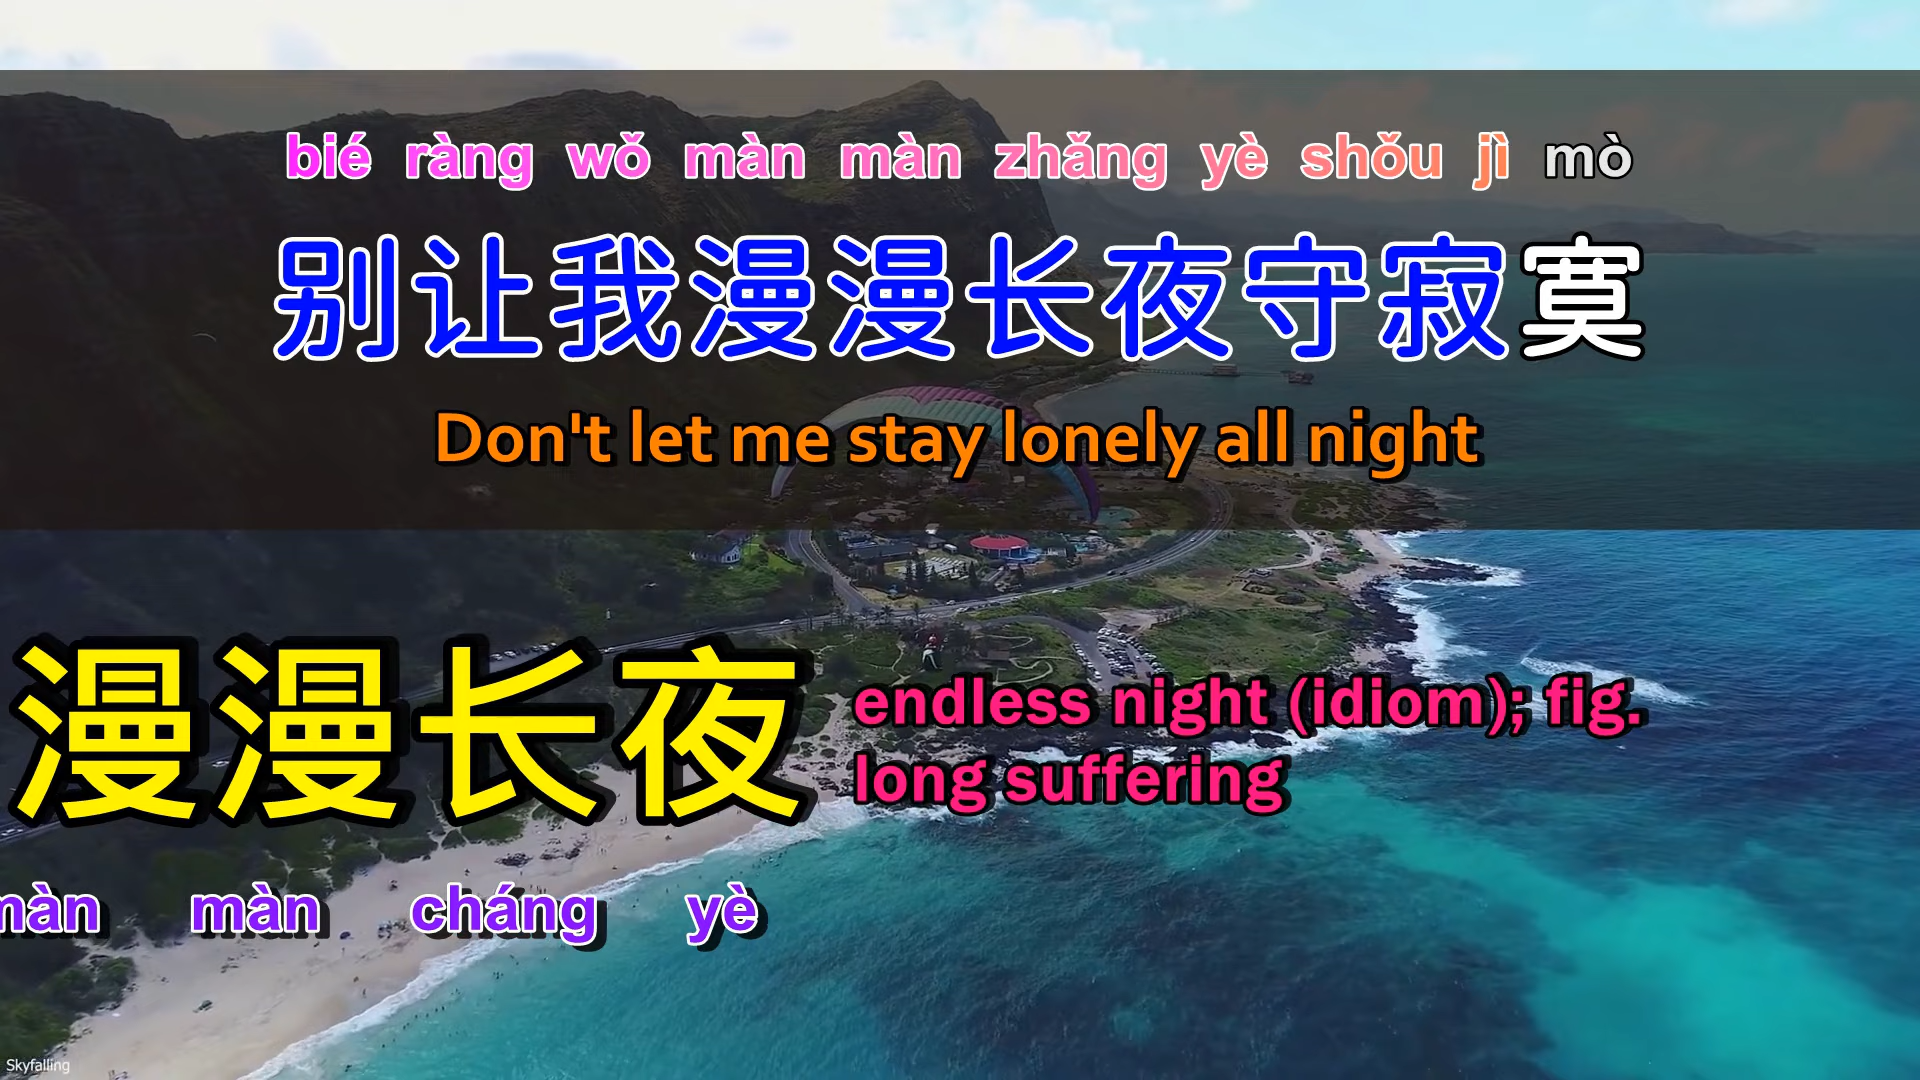 bié ràng wǒ màn màn zhǎng yè shǒu jì mò
别让我漫漫长夜守寂寞
Don't let me stay lonely all night
漫漫长夜
endless night (idiom); fig.
long suffering
màn màn cháng yè
Skyfalling